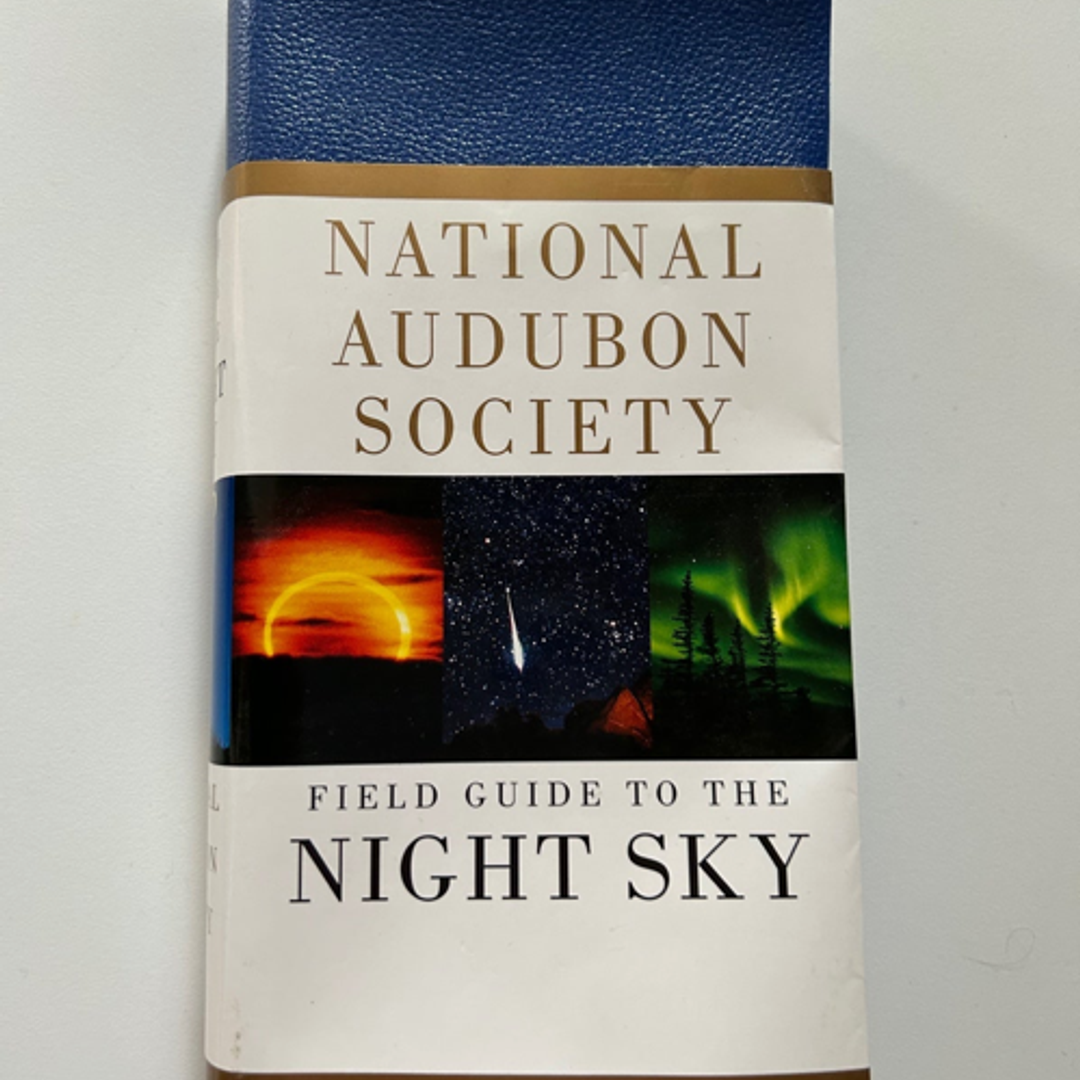 NATIONAL
AUDUBON
SOCIETY
FIELD GUIDE TO THE
NIGHT SKY